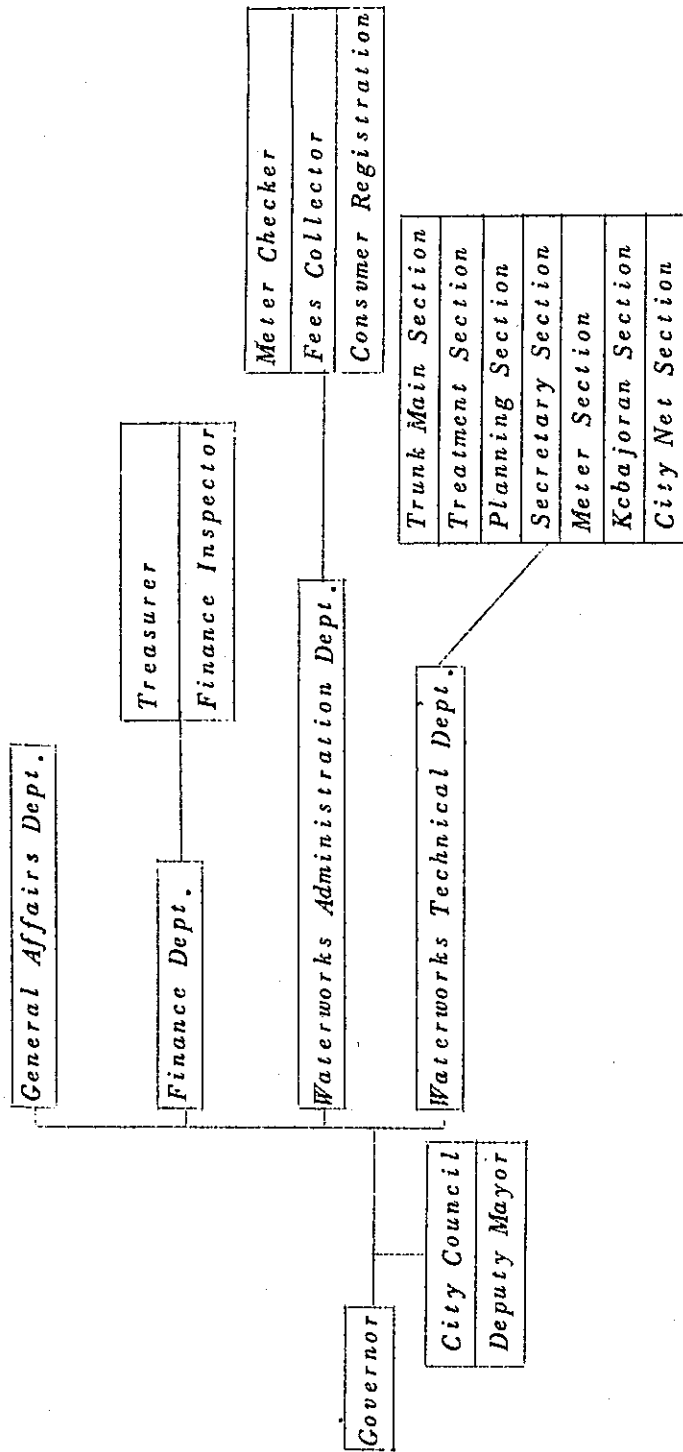 Governor
City Council
Deputy Mayor
General Affairs Dept.
Finance Dept.
Treasurer
Finance Inspector
Waterworks Administration Dept.
Meter Checker
Fees Collector
Consvmer Registration
Waterworks Technical Dept.
Trunk Main Section
Treatment Section
Planning Section
Secretary Section
Meter Section
Kcbajoran Section
City Net Section